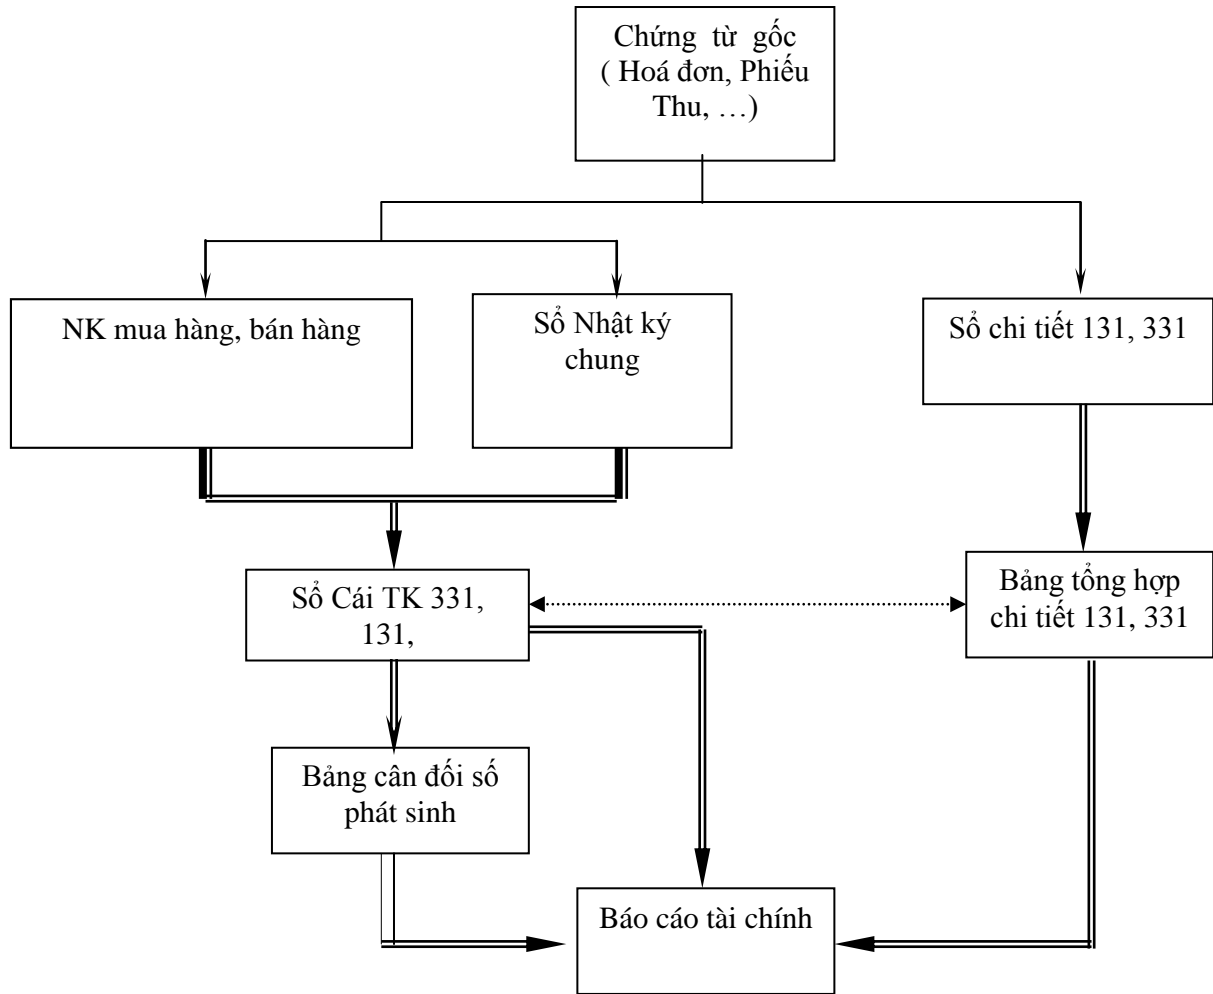 Chứng từ gốc
( Hoá đơn, Phiếu
Thu, …)
NK mua hàng, bán hàng
Sổ Nhật ký
chung
Sổ chi tiết 131, 331
Sổ Cái TK 331,
131,
Bảng tổng hợp
chi tiết 131, 331
Bảng cân đối số
phát sinh
Báo cáo tài chính